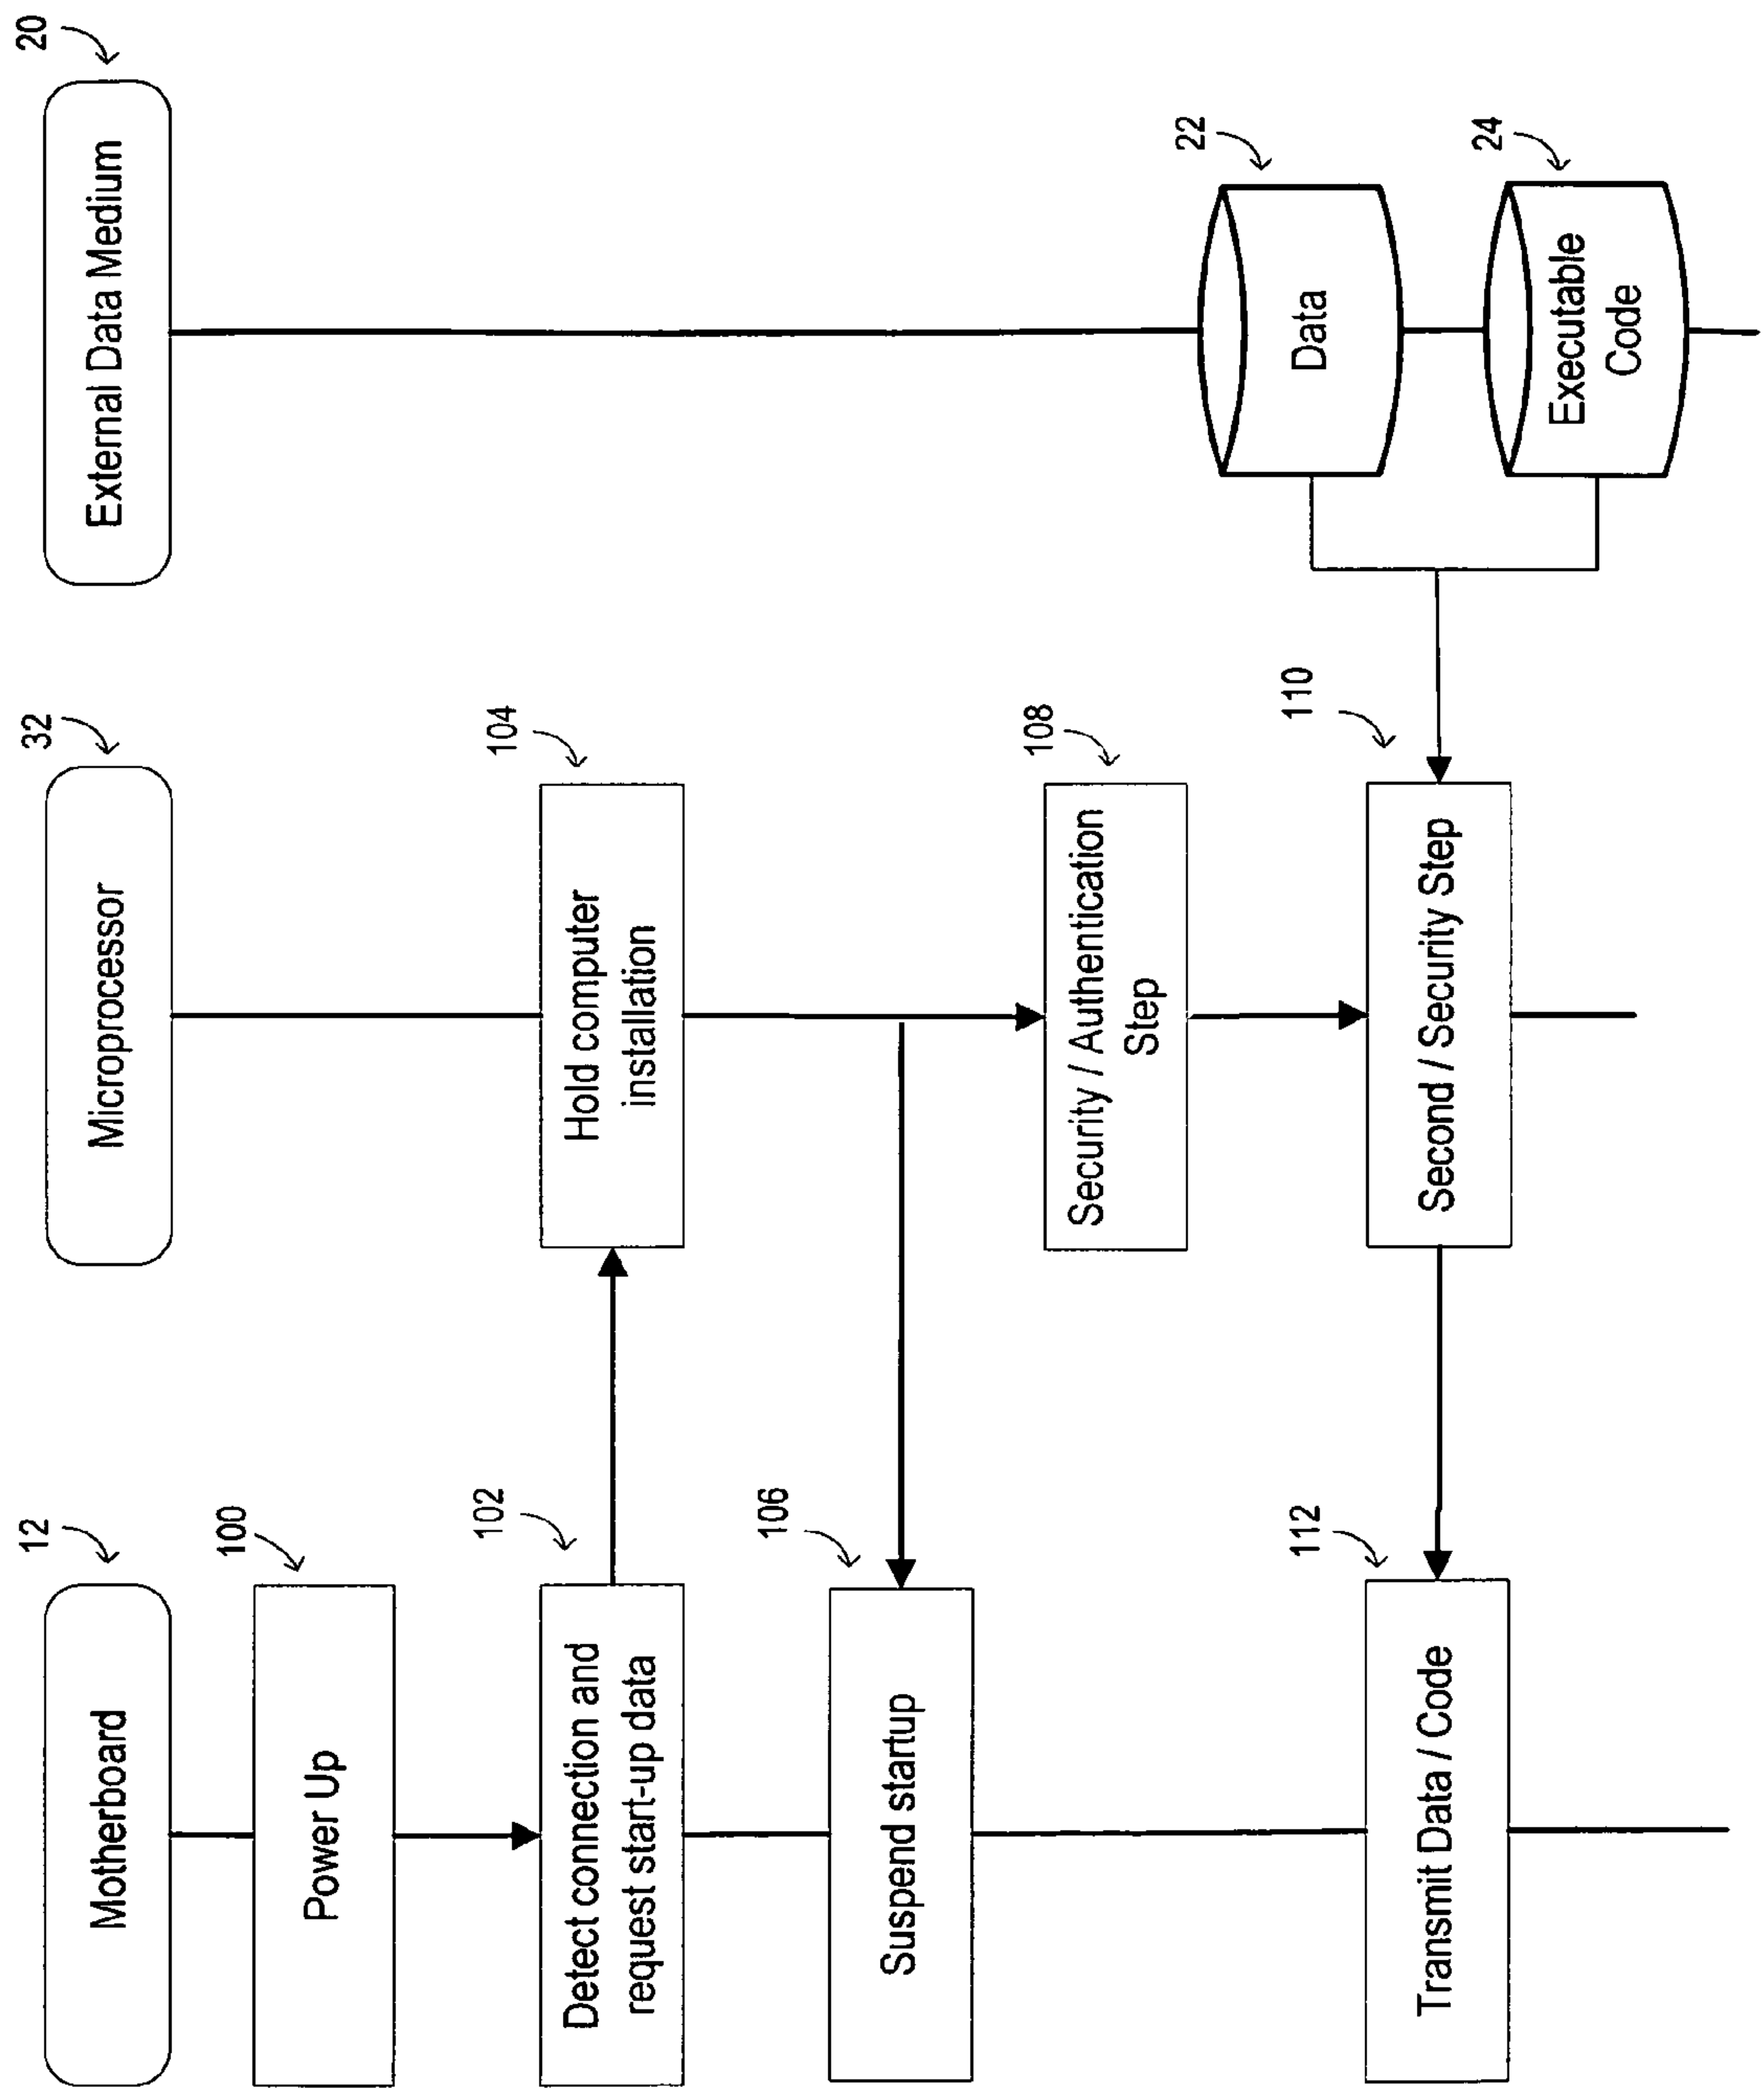 12
Motherboard
32
Microprocessor
20
External Data Medium
100
Power Up
102
Detect connection and
request start-up data
104
Hold computer
installation
106
Suspend startup
108
Security / Authentication
Step
22
Data
110
Second / Security Step
24
Executable
Code
112
Transmit Data / Code